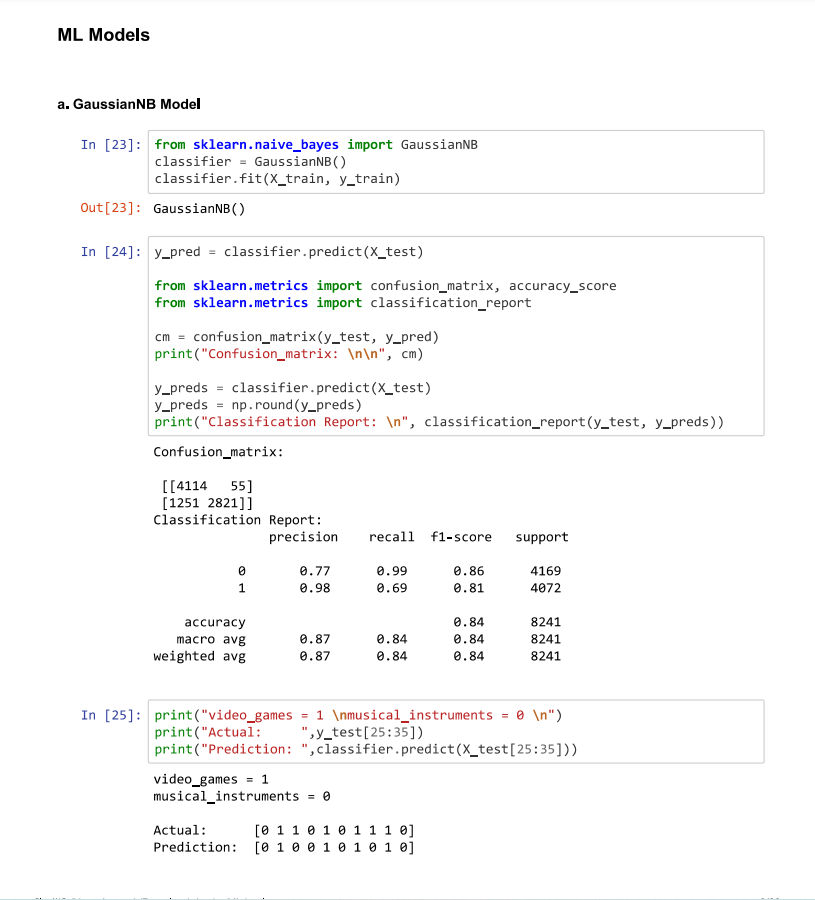 ML Models
a. GaussianNB Model
In [23]: from sklearn.naive_bayes import GaussianNB
classifier = GaussianNB()
classifier.fit(X_train, y_train)
Out[23]: GaussianNB()
In [24]: y_pred = classifier.predict(X_test)
from sklearn.metrics import confusion_matrix, accuracy_score
from sklearn.metrics import classification_report
cm = confusion_matrix(y_test, y_pred)
print("Confusion_matrix: \n\n", cm)
y_preds = classifier.predict(X_test)
y_preds = np.round(y_preds)
print("Classification Report: \n", classification_report(y_test, y_preds))
Confusion_matrix:
[[4114   55]
[1251 2821]]
Classification Report:
precision    recall  f1-score   support
0       0.77      0.99      0.86      4169
1       0.98      0.69      0.81      4072
accuracy                           0.84      8241
macro avg       0.87      0.84      0.84      8241
weighted avg       0.87      0.84      0.84      8241
In [25]: print("video_games = 1 \nmusical_instruments = 0 \n")
print("Actual:     ",y_test[25:35])
print("Prediction: ",classifier.predict(X_test[25:35]))
video_games = 1
musical_instruments = 0
Actual:      [0 1 1 0 1 0 1 1 1 0]
Prediction:  [0 1 0 0 1 0 1 0 1 0]